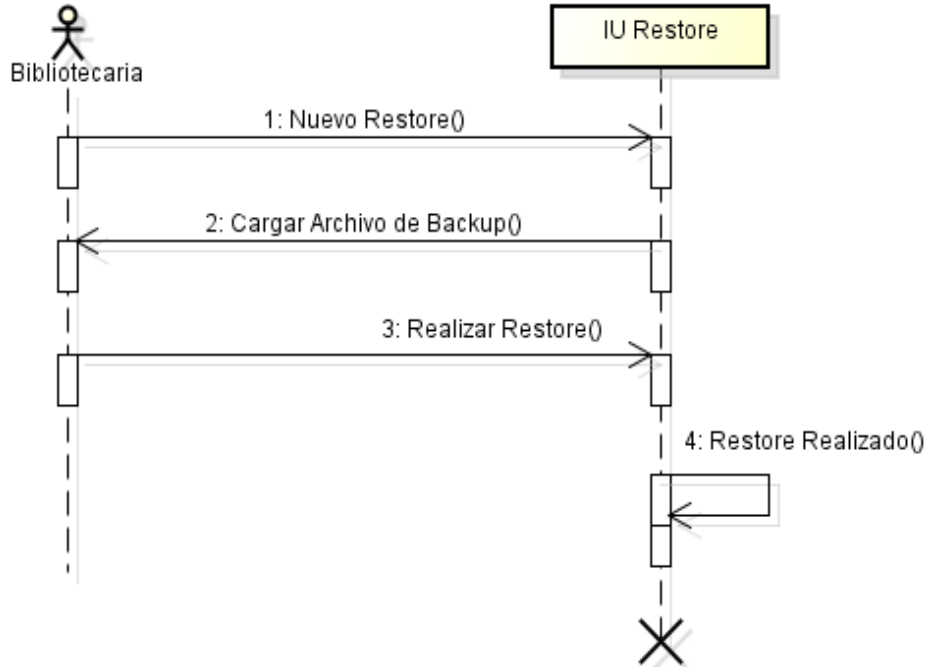 IU Restore
Bibliotecaria
1: Nuevo Restore()
2: Cargar Archivo de Backup()
3: Realizar Restore()
4: Restore Realizado()